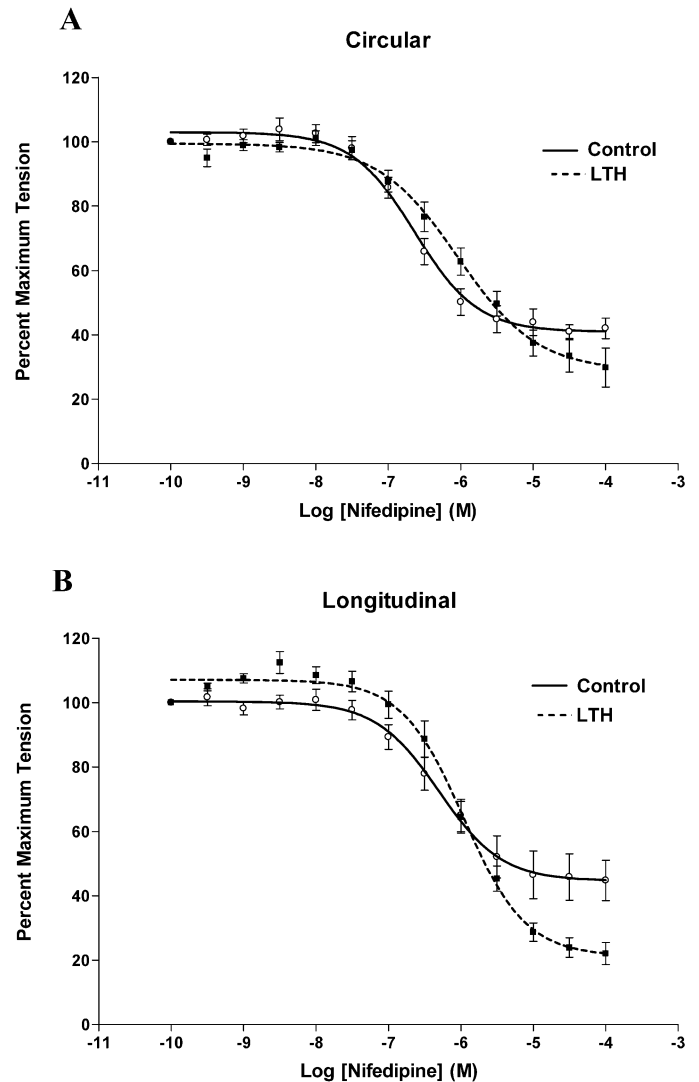 A
Circular
120
100
80
60
40
20
0
Percent Maximum Tension
Control
LTH
-11 -10 -9 -8 -7 -6 -5 -4 -3
Log [Nifedipine] (M)
B
Longitudinal
120
100
80
60
40
20
0
Percent Maximum Tension
Control
LTH
-11 -10 -9 -8 -7 -6 -5 -4 -3
Log [Nifedipine] (M)